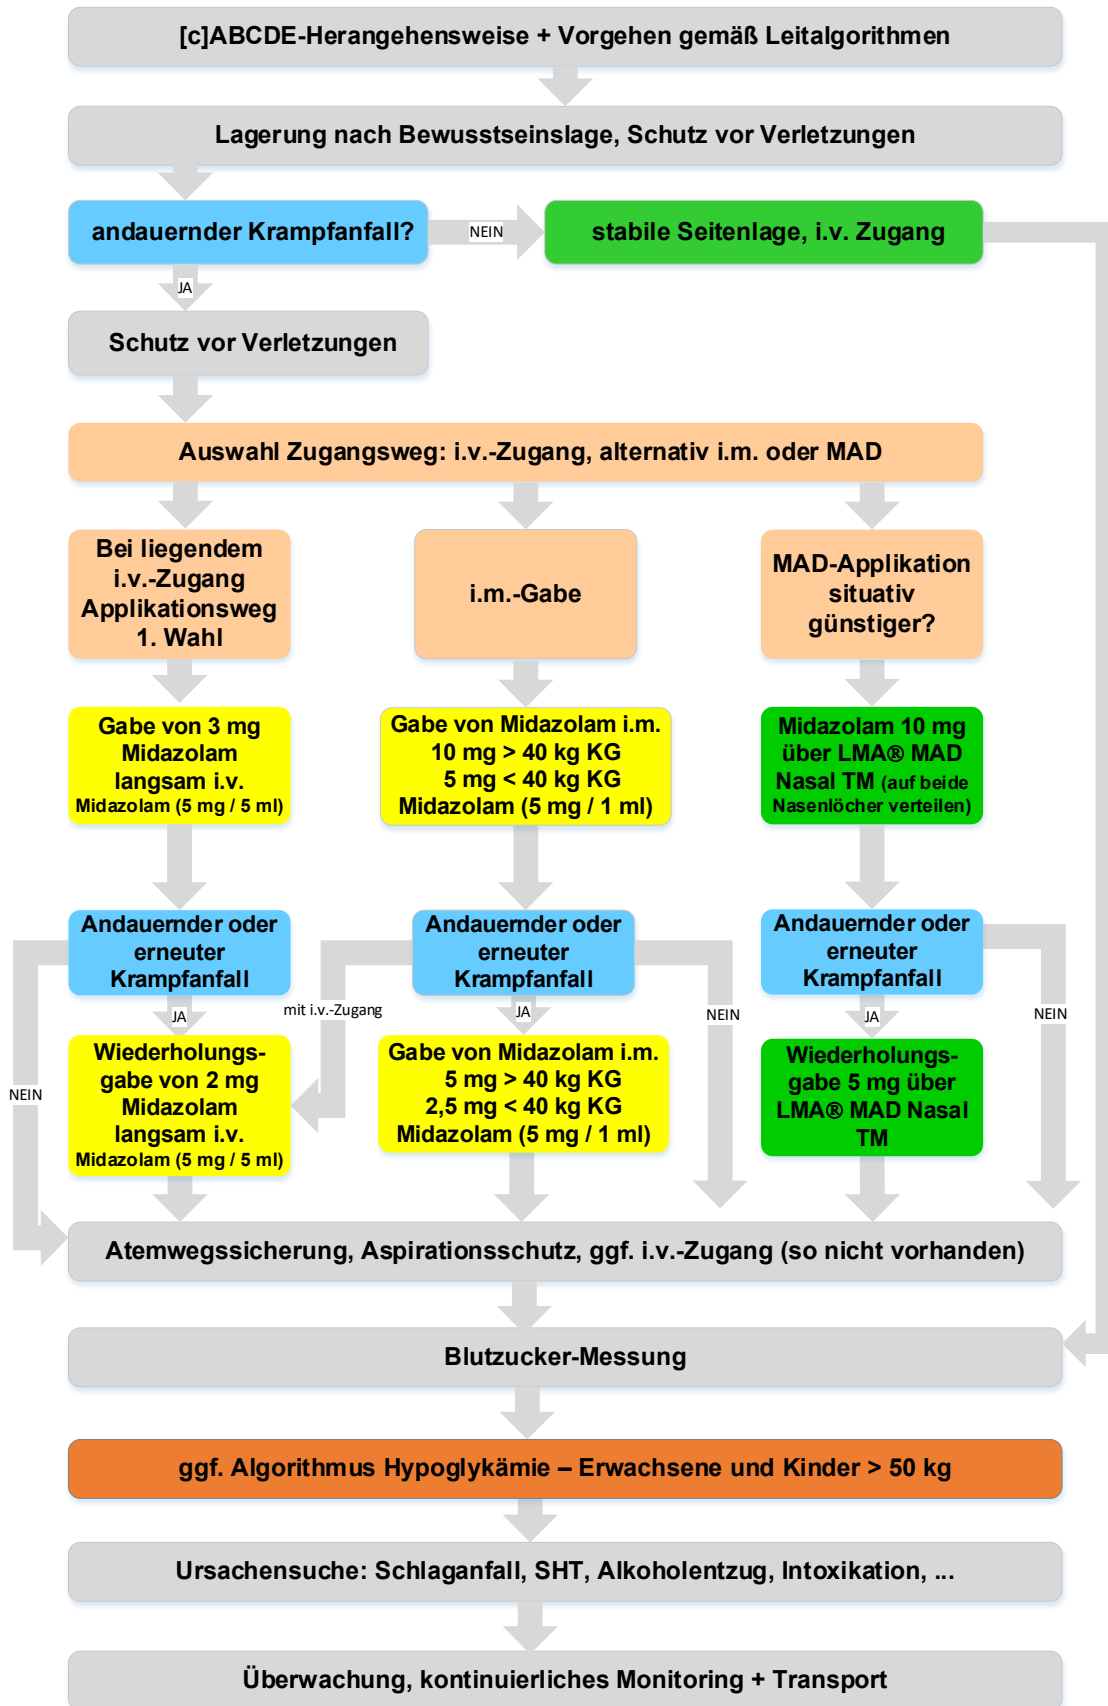 [c]ABCDE-Herangehensweise + Vorgehen gemäß Leitalgorithmen
Lagerung nach Bewusstseinslage, Schutz vor Verletzungen
andauernder Krampfanfall?
NEIN
stabile Seitenlage, i.v. Zugang
JA
Schutz vor Verletzungen
Auswahl Zugangsweg: i.v.-Zugang, alternativ i.m. oder MAD
Bei liegendem
i.v.-Zugang
Applikationsweg
1. Wahl
i.m.-Gabe
MAD-Applikation
situativ
günstiger?
Gabe von 3 mg
Midazolam
langsam i.v.
Midazolam (5 mg / 5 ml)
Gabe von Midazolam i.m.
10 mg > 40 kg KG
5 mg < 40 kg KG
Midazolam (5 mg / 1 ml)
Midazolam 10 mg
über LMA® MAD
Nasal TM (auf beide
Nasenlöcher verteilen)
Andauernder oder
erneuter
Krampfanfall
Andauernder oder
erneuter
Krampfanfall
Andauernder oder
erneuter
Krampfanfall
JA
mit i.v.-Zugang
JA
NEIN
JA
NEIN
NEIN
Wiederholungs-
gabe von 2 mg
Midazolam
langsam i.v.
Midazolam (5 mg / 5 ml)
Gabe von Midazolam i.m.
5 mg > 40 kg KG
2,5 mg < 40 kg KG
Midazolam (5 mg / 1 ml)
Wiederholungs-
gabe 5 mg über
LMA® MAD Nasal
TM
Atemwegssicherung, Aspirationsschutz, ggf. i.v.-Zugang (so nicht vorhanden)
Blutzucker-Messung
ggf. Algorithmus Hypoglykämie – Erwachsene und Kinder > 50 kg
Ursachensuche: Schlaganfall, SHT, Alkoholentzug, Intoxikation, ...
Überwachung, kontinuierliches Monitoring + Transport